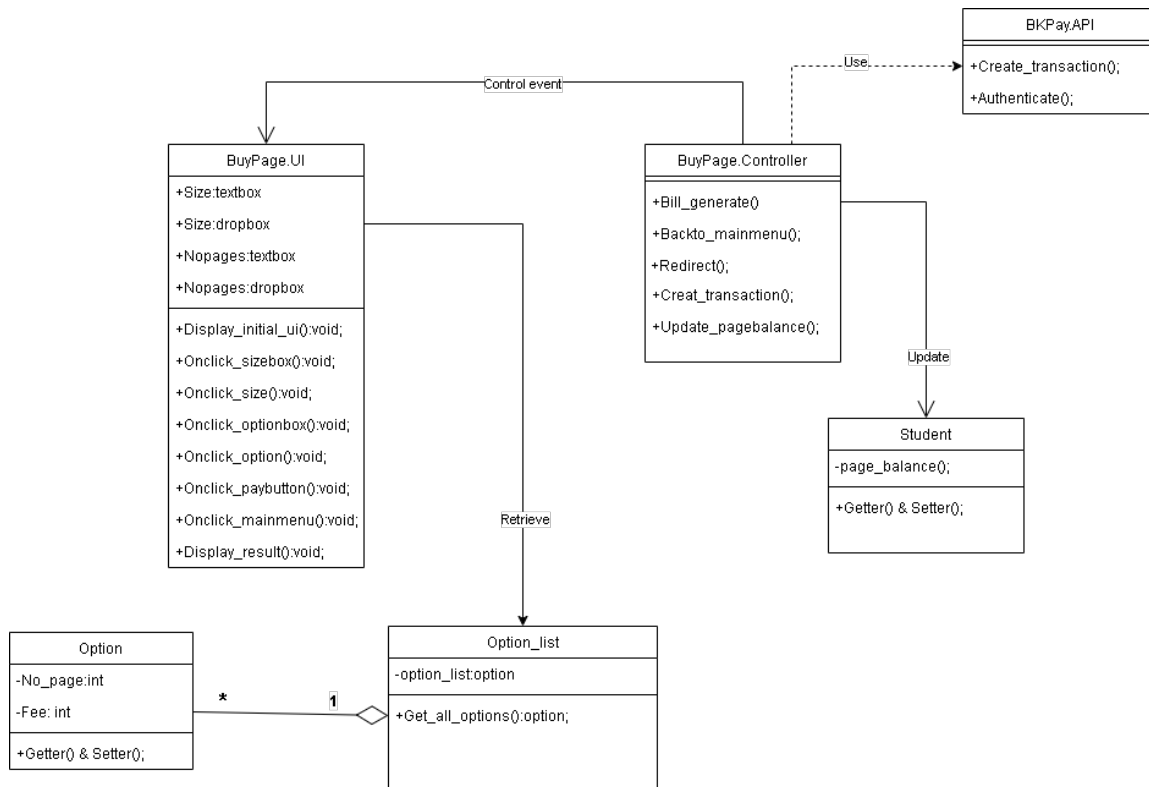 BKPay.API
+Create_transaction();
+Authenticate();
Use
Control event
BuyPage.UI
+Size:textbox
+Size:dropbox
+Nopages:textbox
+Nopages:dropbox
+Display_initial_ui():void;
+Onclick_sizebox():void;
+Onclick_size():void;
+Onclick_optionbox():void;
+Onclick_option():void;
+Onclick_paybutton():void;
+Onclick_mainmenu():void;
+Display_result():void;
BuyPage.Controller
+Bill_generate()
+Backto_mainmenu();
+Redirect();
+Creat_transaction();
+Update_pagebalance();
Update
Student
-page_balance();
+Getter() & Setter();
Retrieve
Option
-No_page:int
-Fee: int
+Getter() & Setter();
*
1
Option_list
-option_list:option
+Get_all_options():option;